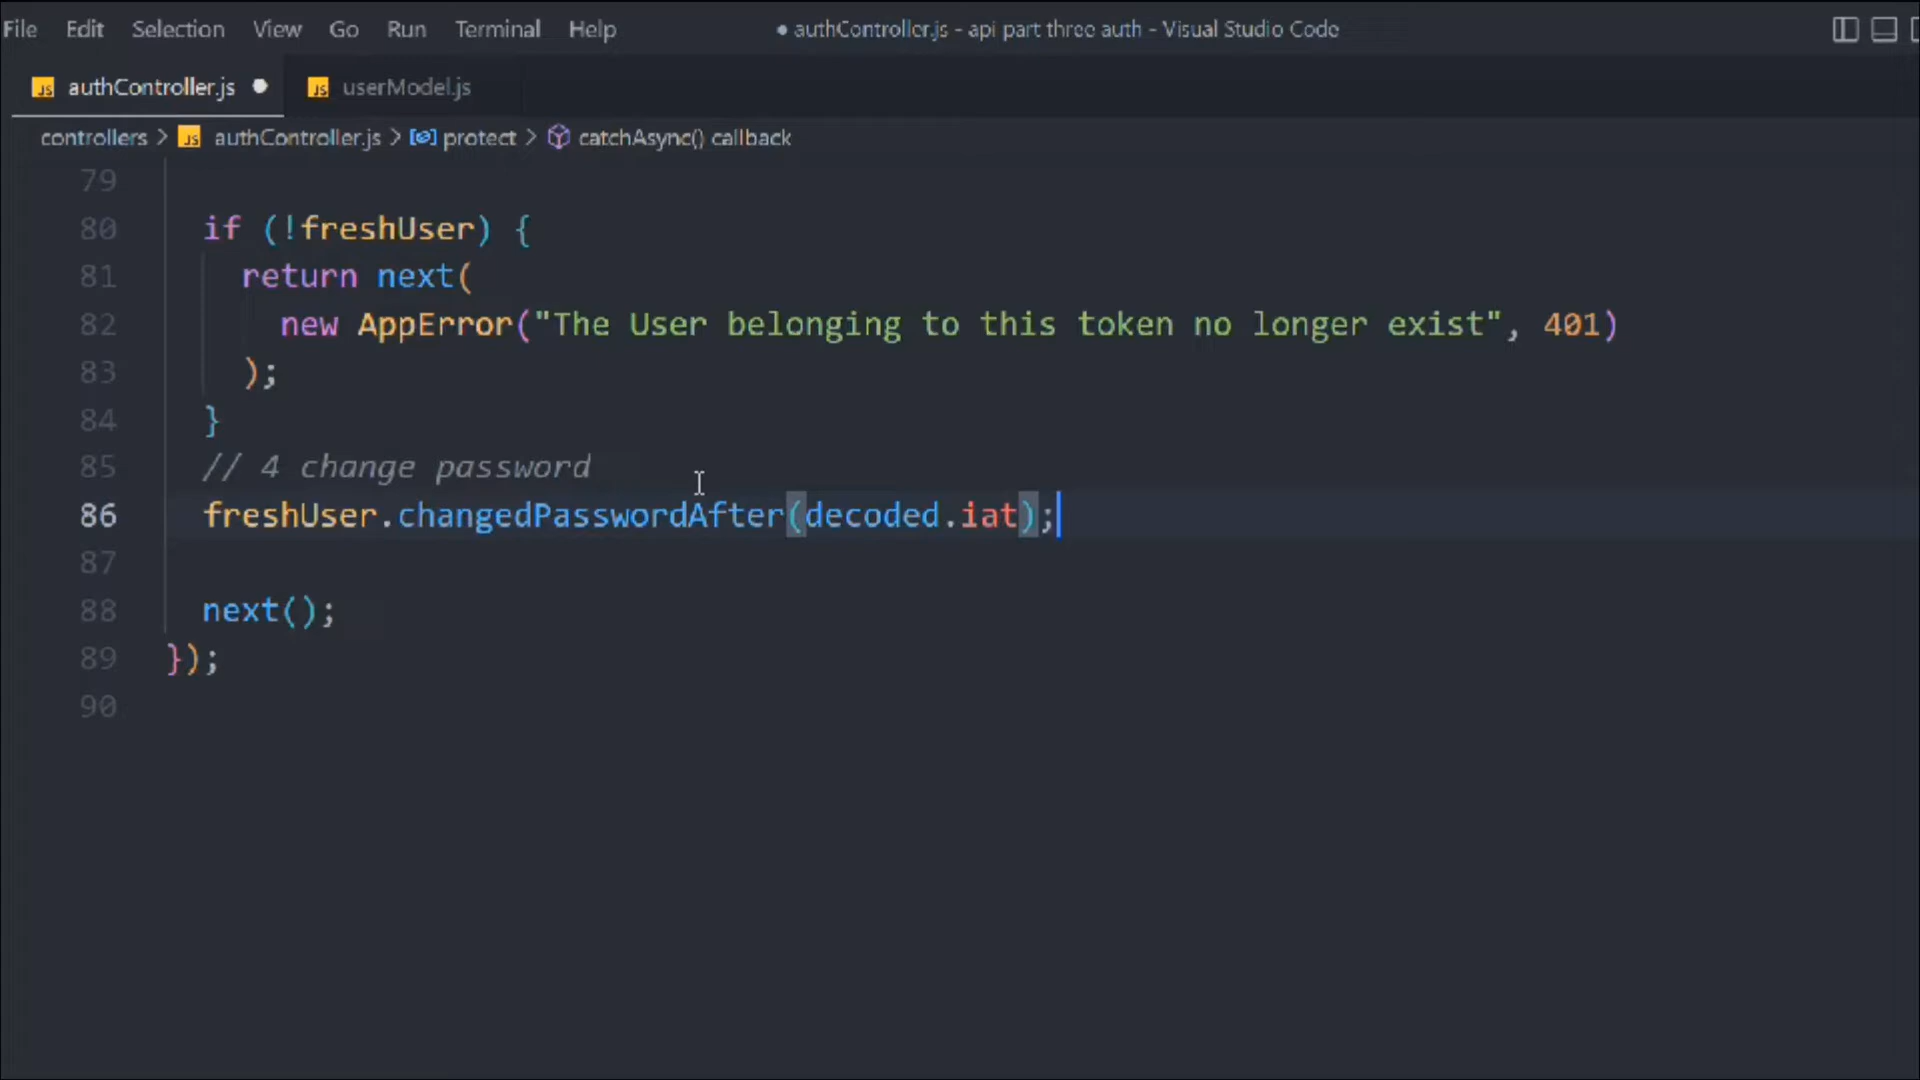 File Edit Selection View Go Run Terminal Help ● authController.js - api part three auth - Visual Studio Code
JS authController.js ● JS userModel.js
controllers > JS authController.js > protect > catchAsync() callback
79
80 if (!freshUser) {
81 return next(
82 new AppError("The User belonging to this token no longer exist", 401)
83 );
84 }
85 // 4 change password
86 freshUser.changedPasswordAfter(decoded.iat);
87
88 next();
89 });
90